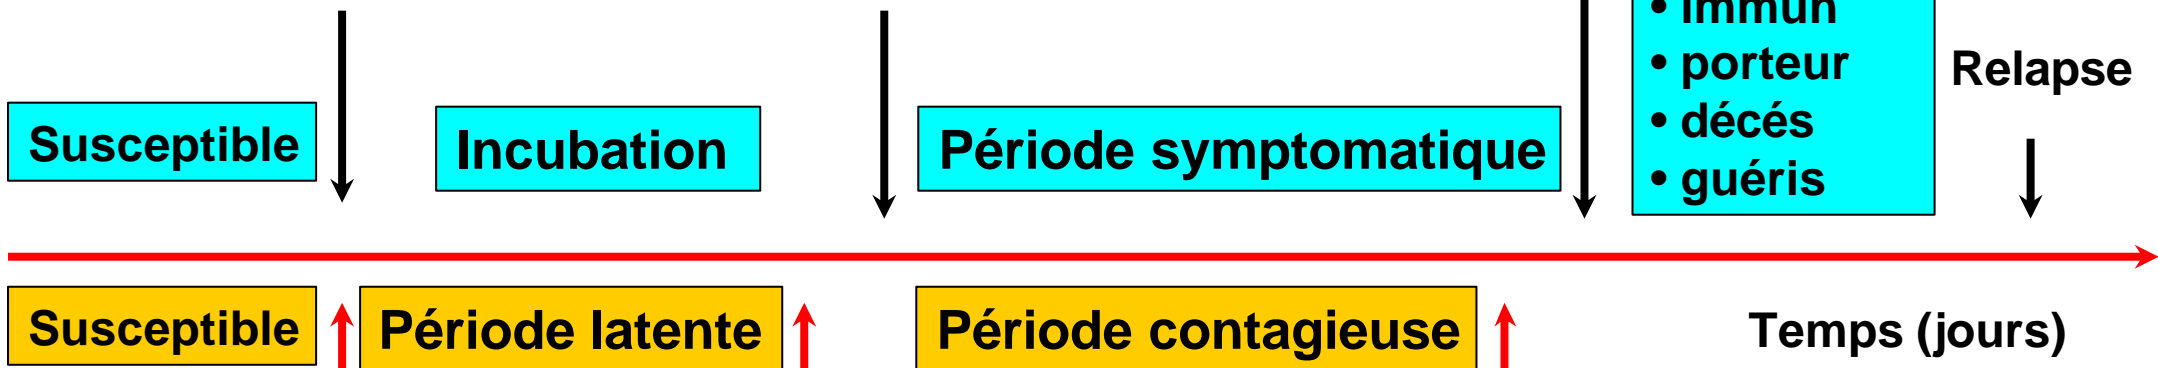 • immun
• porteur
• décés
• guéris
Relapse
Susceptible
Incubation
Période symptomatique
Susceptible
Période latente
Période contagieuse
Temps (jours)